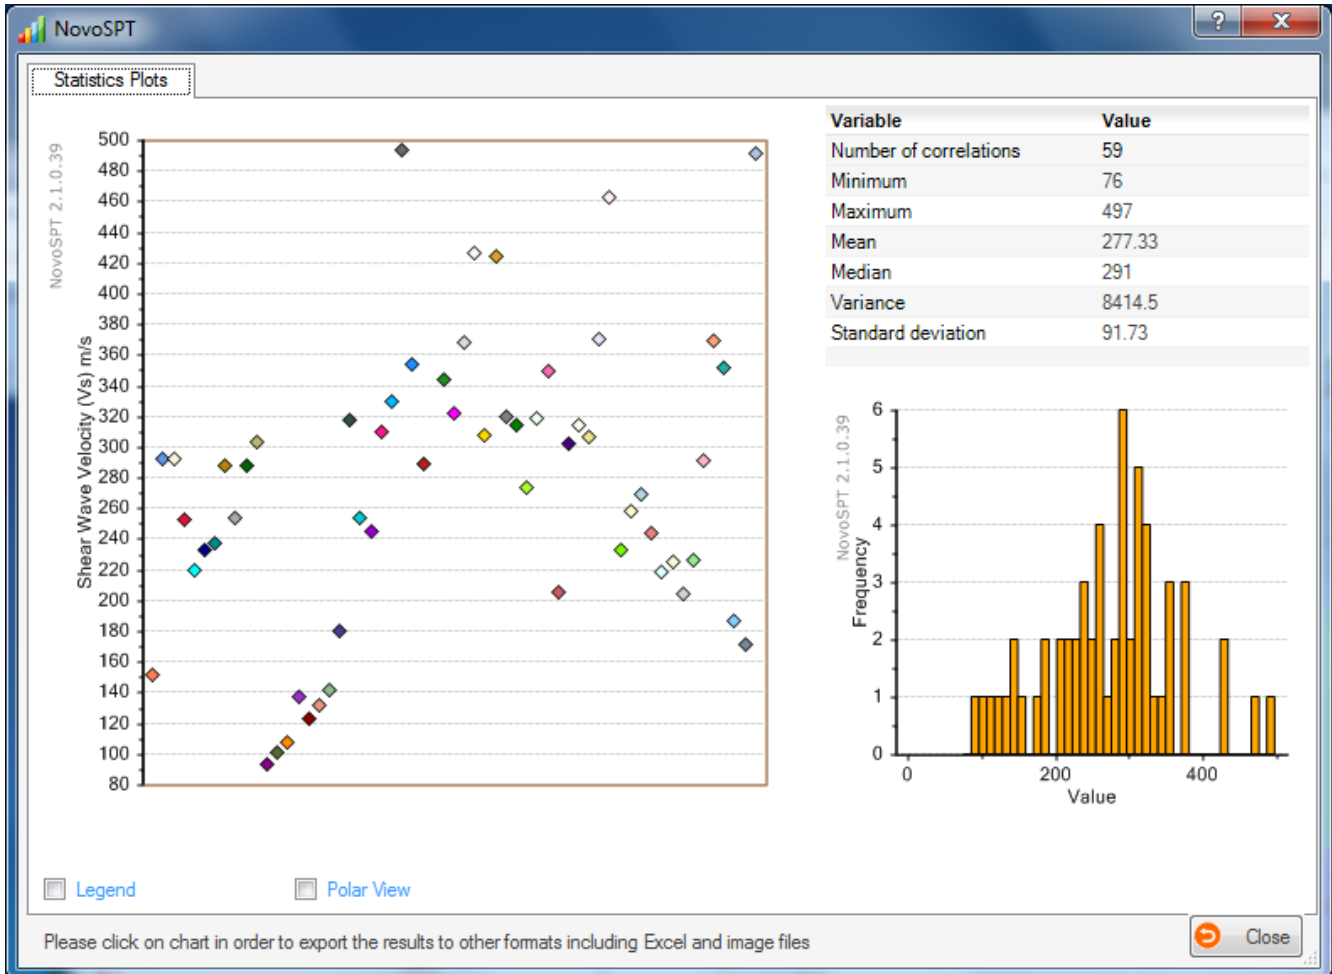 NovoSPT
?
X
Statistics Plots
NovoSPT 2.1.0.39
Shear Wave Velocity (Vs) m/s
500
480
460
440
420
400
380
360
340
320
300
280
260
240
220
200
180
160
140
120
100
80
Variable Value
Number of correlations 59
Minimum 76
Maximum 497
Mean 277.33
Median 291
Variance 8414.5
Standard deviation 91.73
NovoSPT 2.1.0.39
Frequency
6
5
4
3
2
1
0
0 200 400
Value
Legend
Polar View
Please click on chart in order to export the results to other formats including Excel and image files
Close